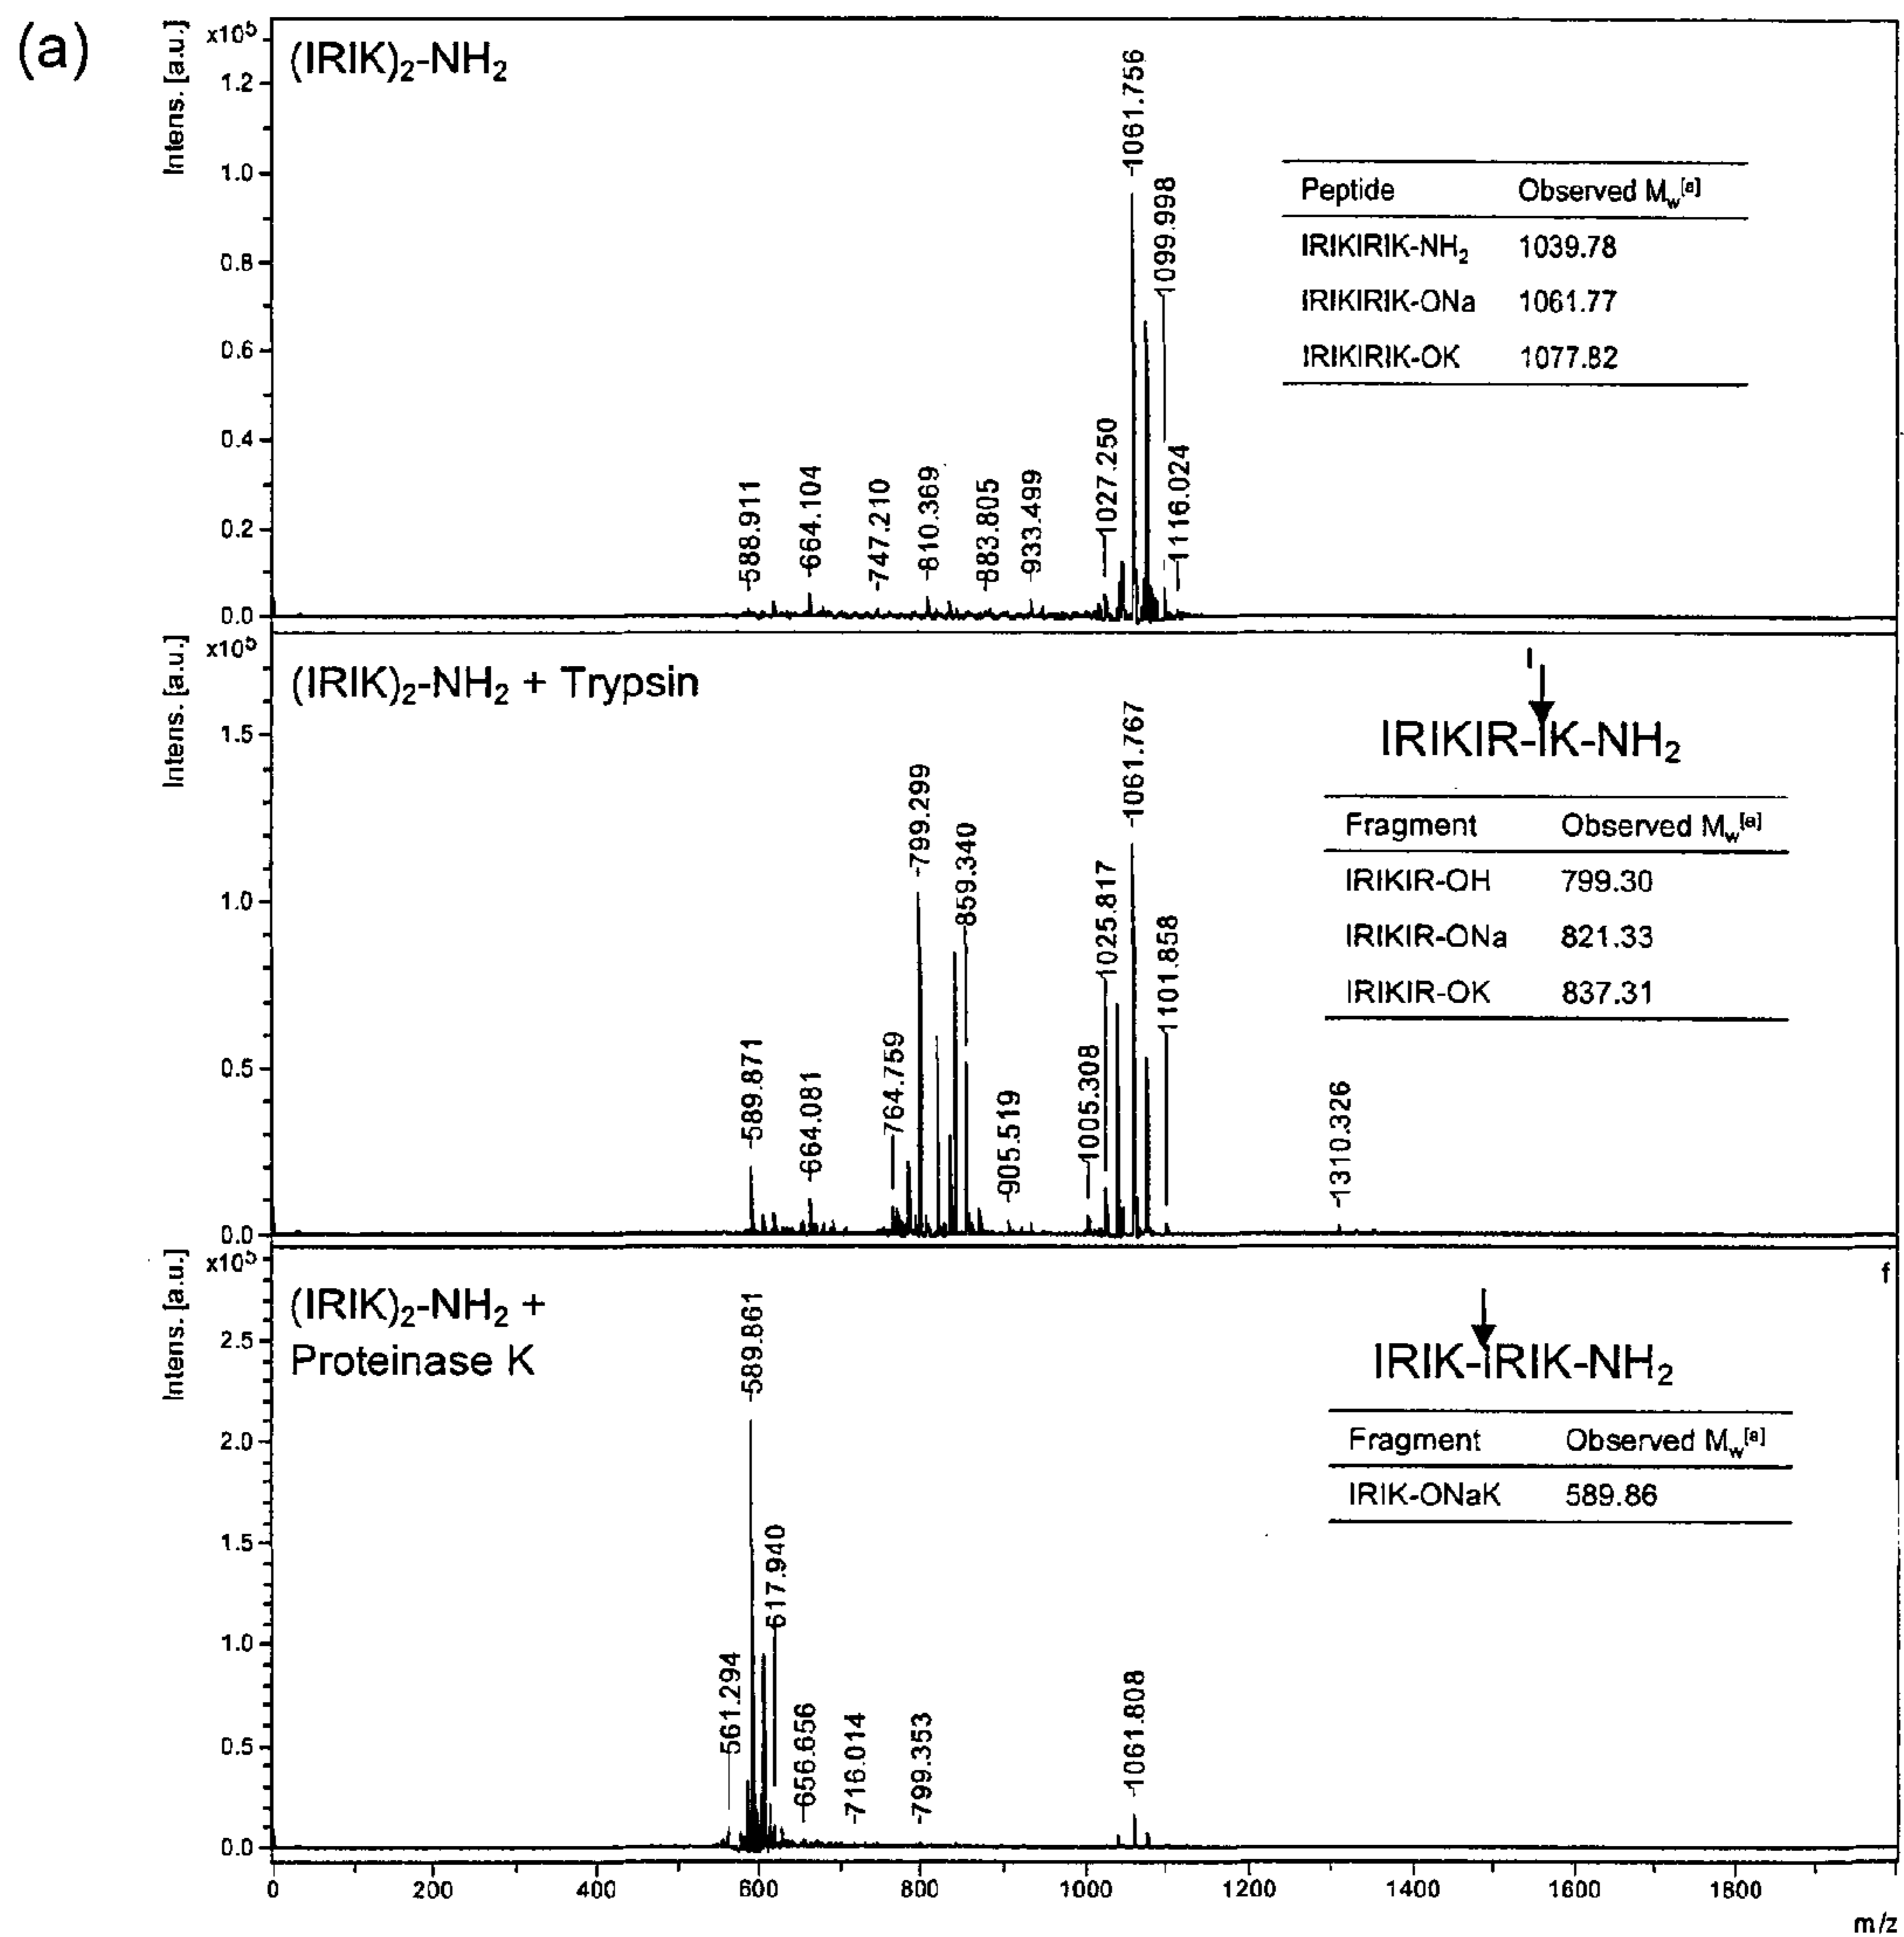 (a)
Intens. [a.u.]
x10⁵
(IRIK)₂-NH₂
1.2
1.0
0.8
0.6
0.4
0.2
0.0
588.911
664.104
747.210
810.369
883.805
933.499
1027.250
1061.756
1099.998
1116.024
Peptide Observed Mw[a]
IRIKIRIK-NH₂ 1039.78
IRIKIRIK-ONa 1061.77
IRIKIRIK-OK 1077.82
Intens. [a.u.]
x10⁵
(IRIK)₂-NH₂ + Trypsin
1.5
1.0
0.5
0.0
589.871
664.081
764.759
799.299
859.340
905.519
1005.308
1025.817
1061.767
1101.858
1310.326
IRIKIR-IK-NH₂
Fragment Observed Mw[a]
IRIKIR-OH 799.30
IRIKIR-ONa 821.33
IRIKIR-OK 837.31
Intens. [a.u.]
x10⁵
(IRIK)₂-NH₂ +
Proteinase K
2.5
2.0
1.5
1.0
0.5
0.0
561.294
589.861
617.940
656.656
716.014
799.353
1061.808
f
IRIK-IRIK-NH₂
Fragment Observed Mw[a]
IRIK-ONaK 589.86
0 200 400 600 800 1000 1200 1400 1600 1800
m/z